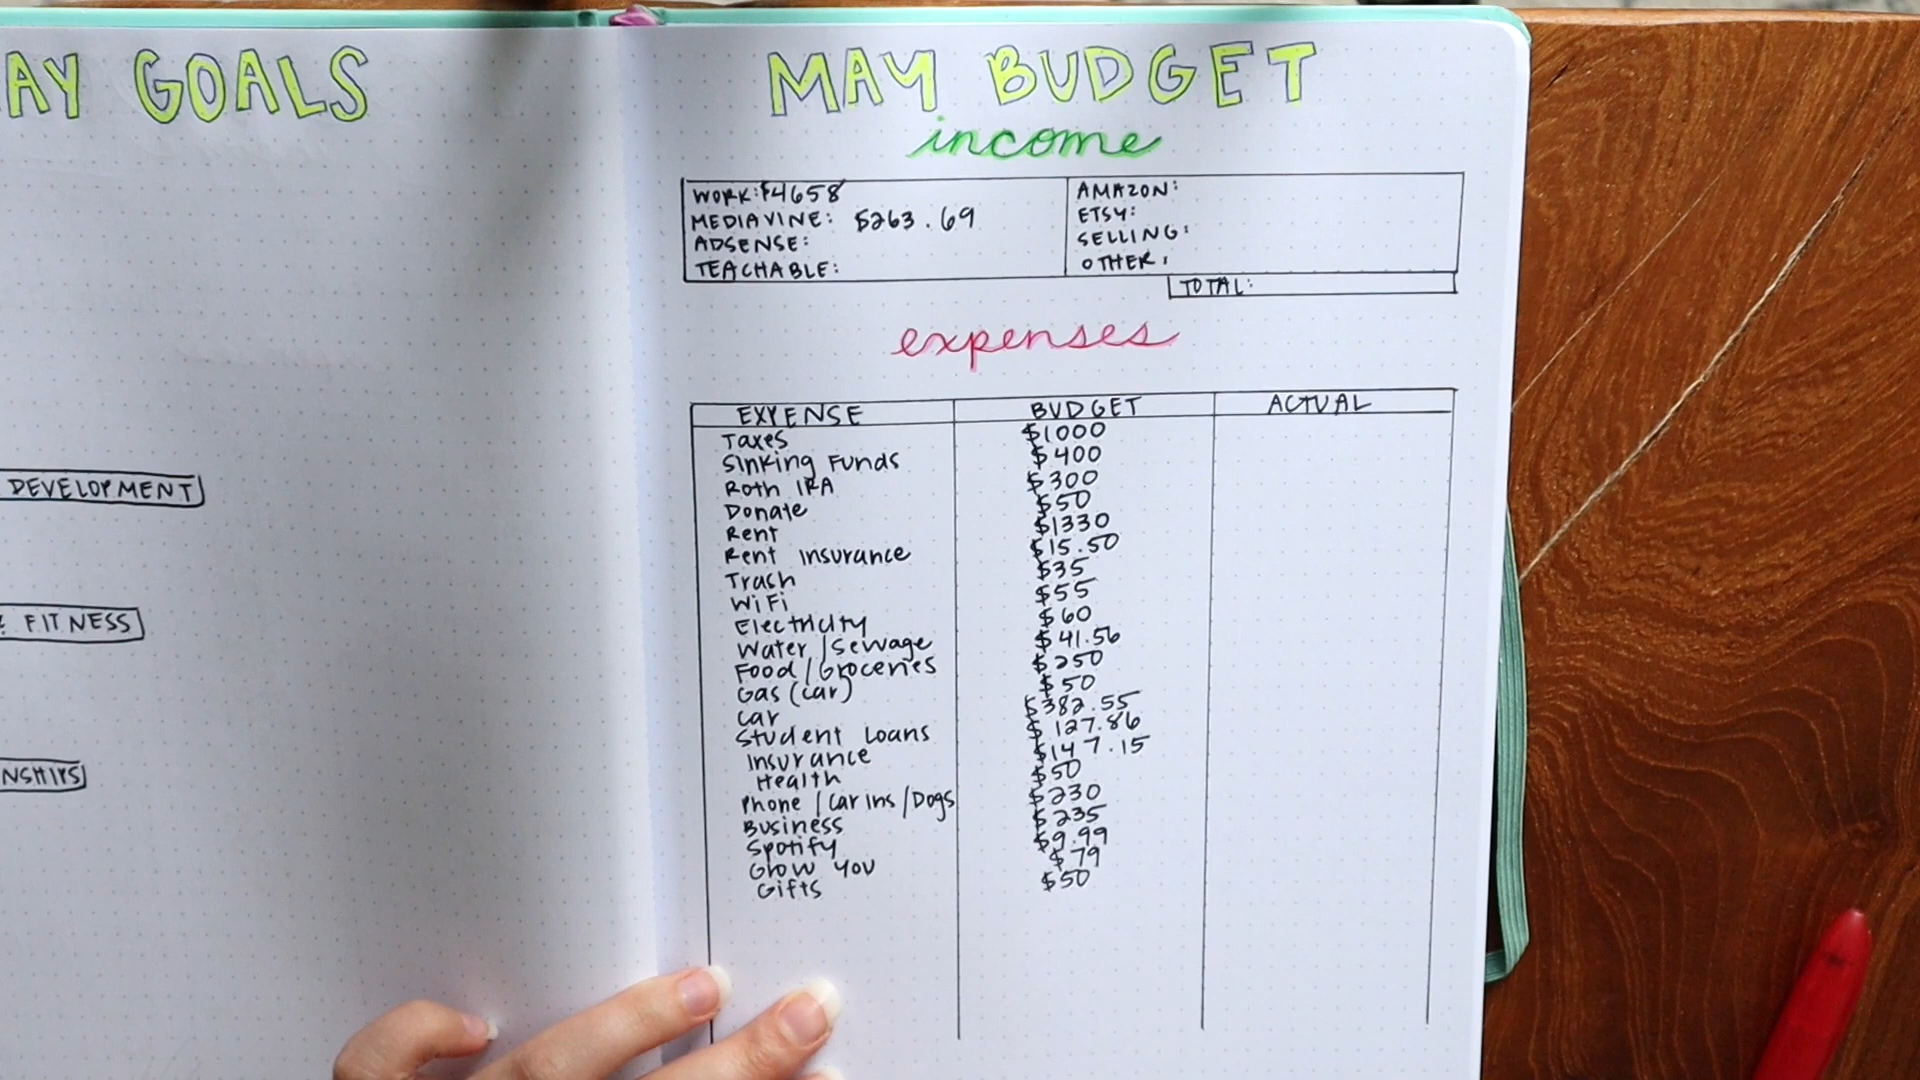 AY GOALS
DEVELOPMENT
& FITNESS
NSHIPS
MAY BUDGET
income
WORK: $4658
MEDIAVINE: $263.69
ADSENSE:
TEACHABLE:
AMAZON:
ETSY:
SELLING:
OTHER:
TOTAL:
expenses
EXPENSE BUDGET ACTUAL
Taxes $1000
Sinking Funds $400
Roth IRA $300
Donate $50
Rent $1330
Rent Insurance $15.50
Trash $35
WiFi $55
Electricity $60
Water/Sewage $41.56
Food/Groceries $250
Gas (car) $50
Car $382.55
Student Loans $127.86
Insurance $147.15
Health $50
Phone/Car ins/Dogs $230
Business $235
Spotify $9.99
Grow You $79
Gifts $50